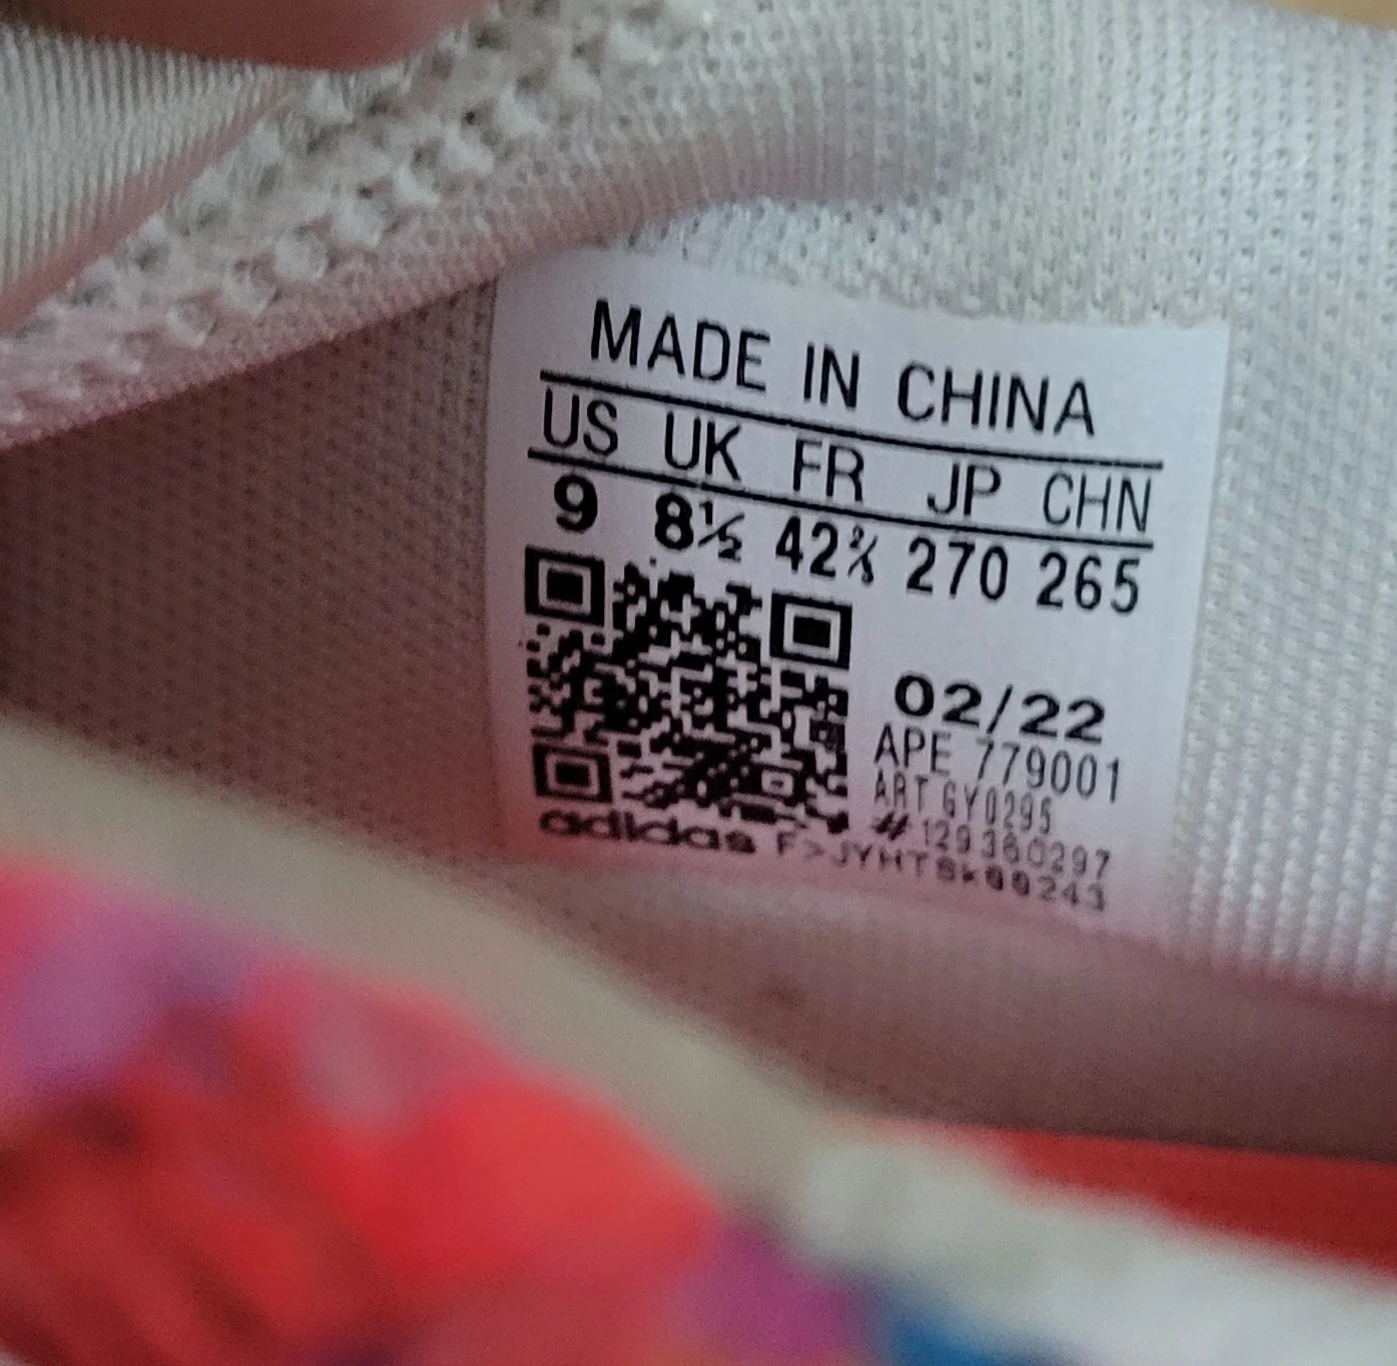 MADE IN CHINA
US UK FR JP CHN
9 8½ 42⅔ 270 265
02/22
APE 779001
ART GY0295
# 129360297
adidas